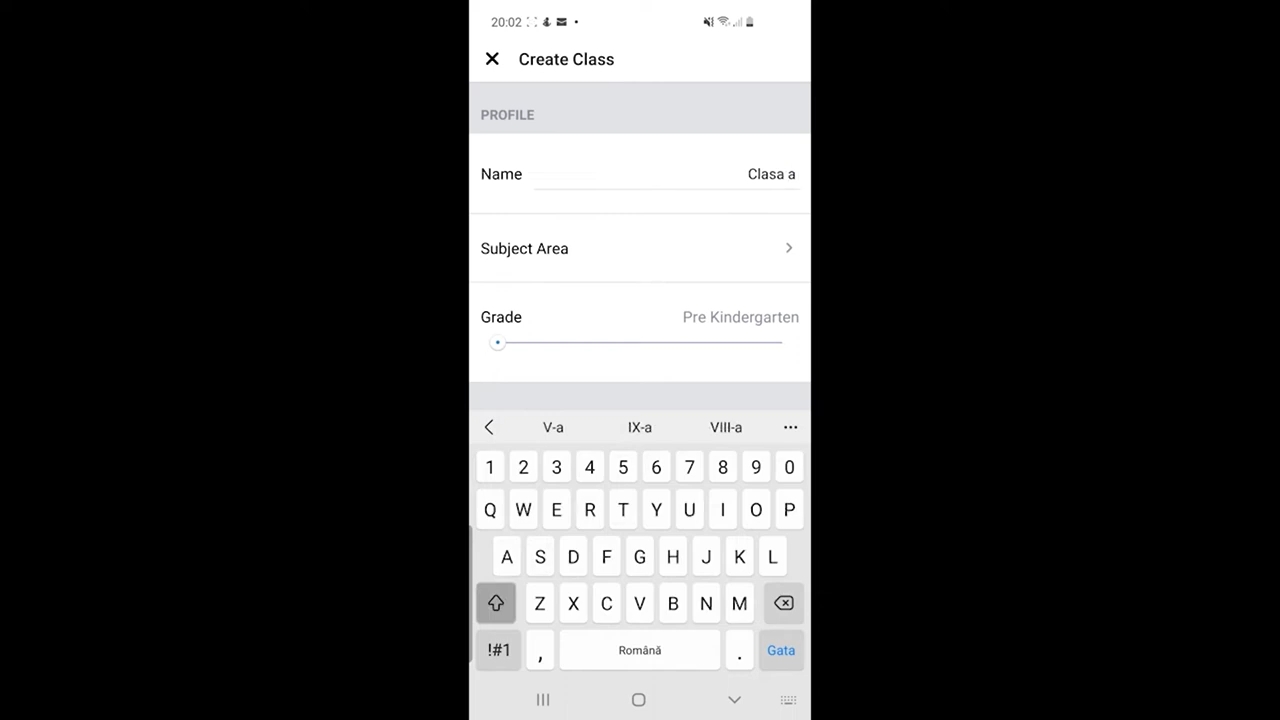 20:02
Create Class
PROFILE
Name Clasa a
Subject Area
Grade Pre Kindergarten
V-a IX-a VIII-a
1 2 3 4 5 6 7 8 9 0
Q W E R T Y U I O P
A S D F G H J K L
Z X C V B N M
!#1 , Română . Gata